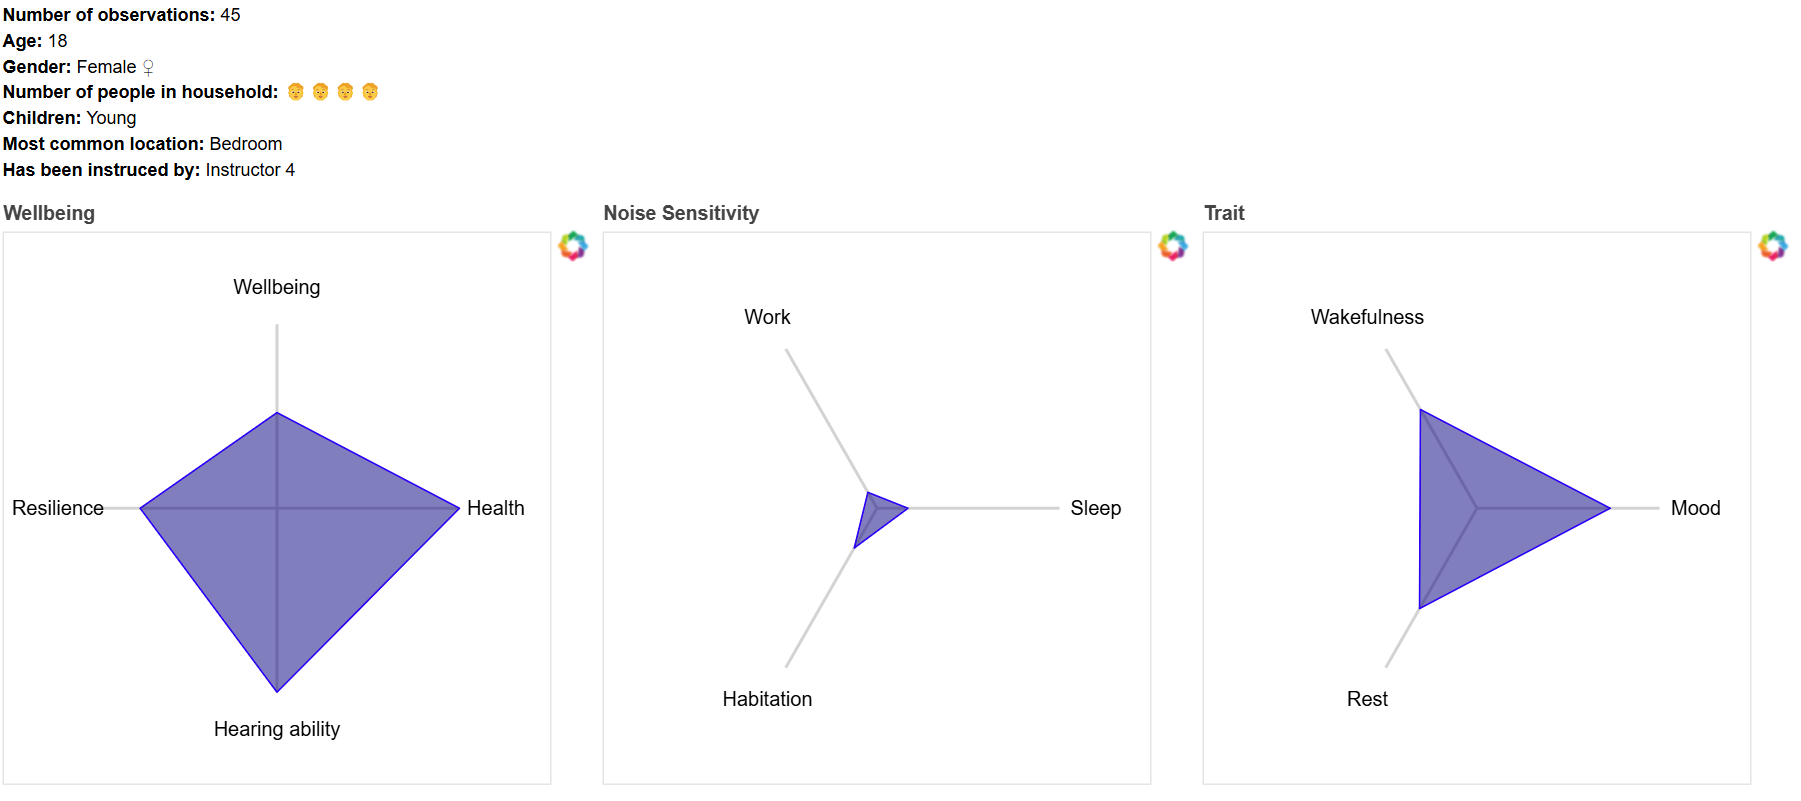 Number of observations: 45
Age: 18
Gender: Female ♀
Number of people in household:
Children: Young
Most common location: Bedroom
Has been instruced by: Instructor 4
Wellbeing
Noise Sensitivity
Trait
Wellbeing
Resilience
Health
Hearing ability
Work
Sleep
Habitation
Wakefulness
Mood
Rest